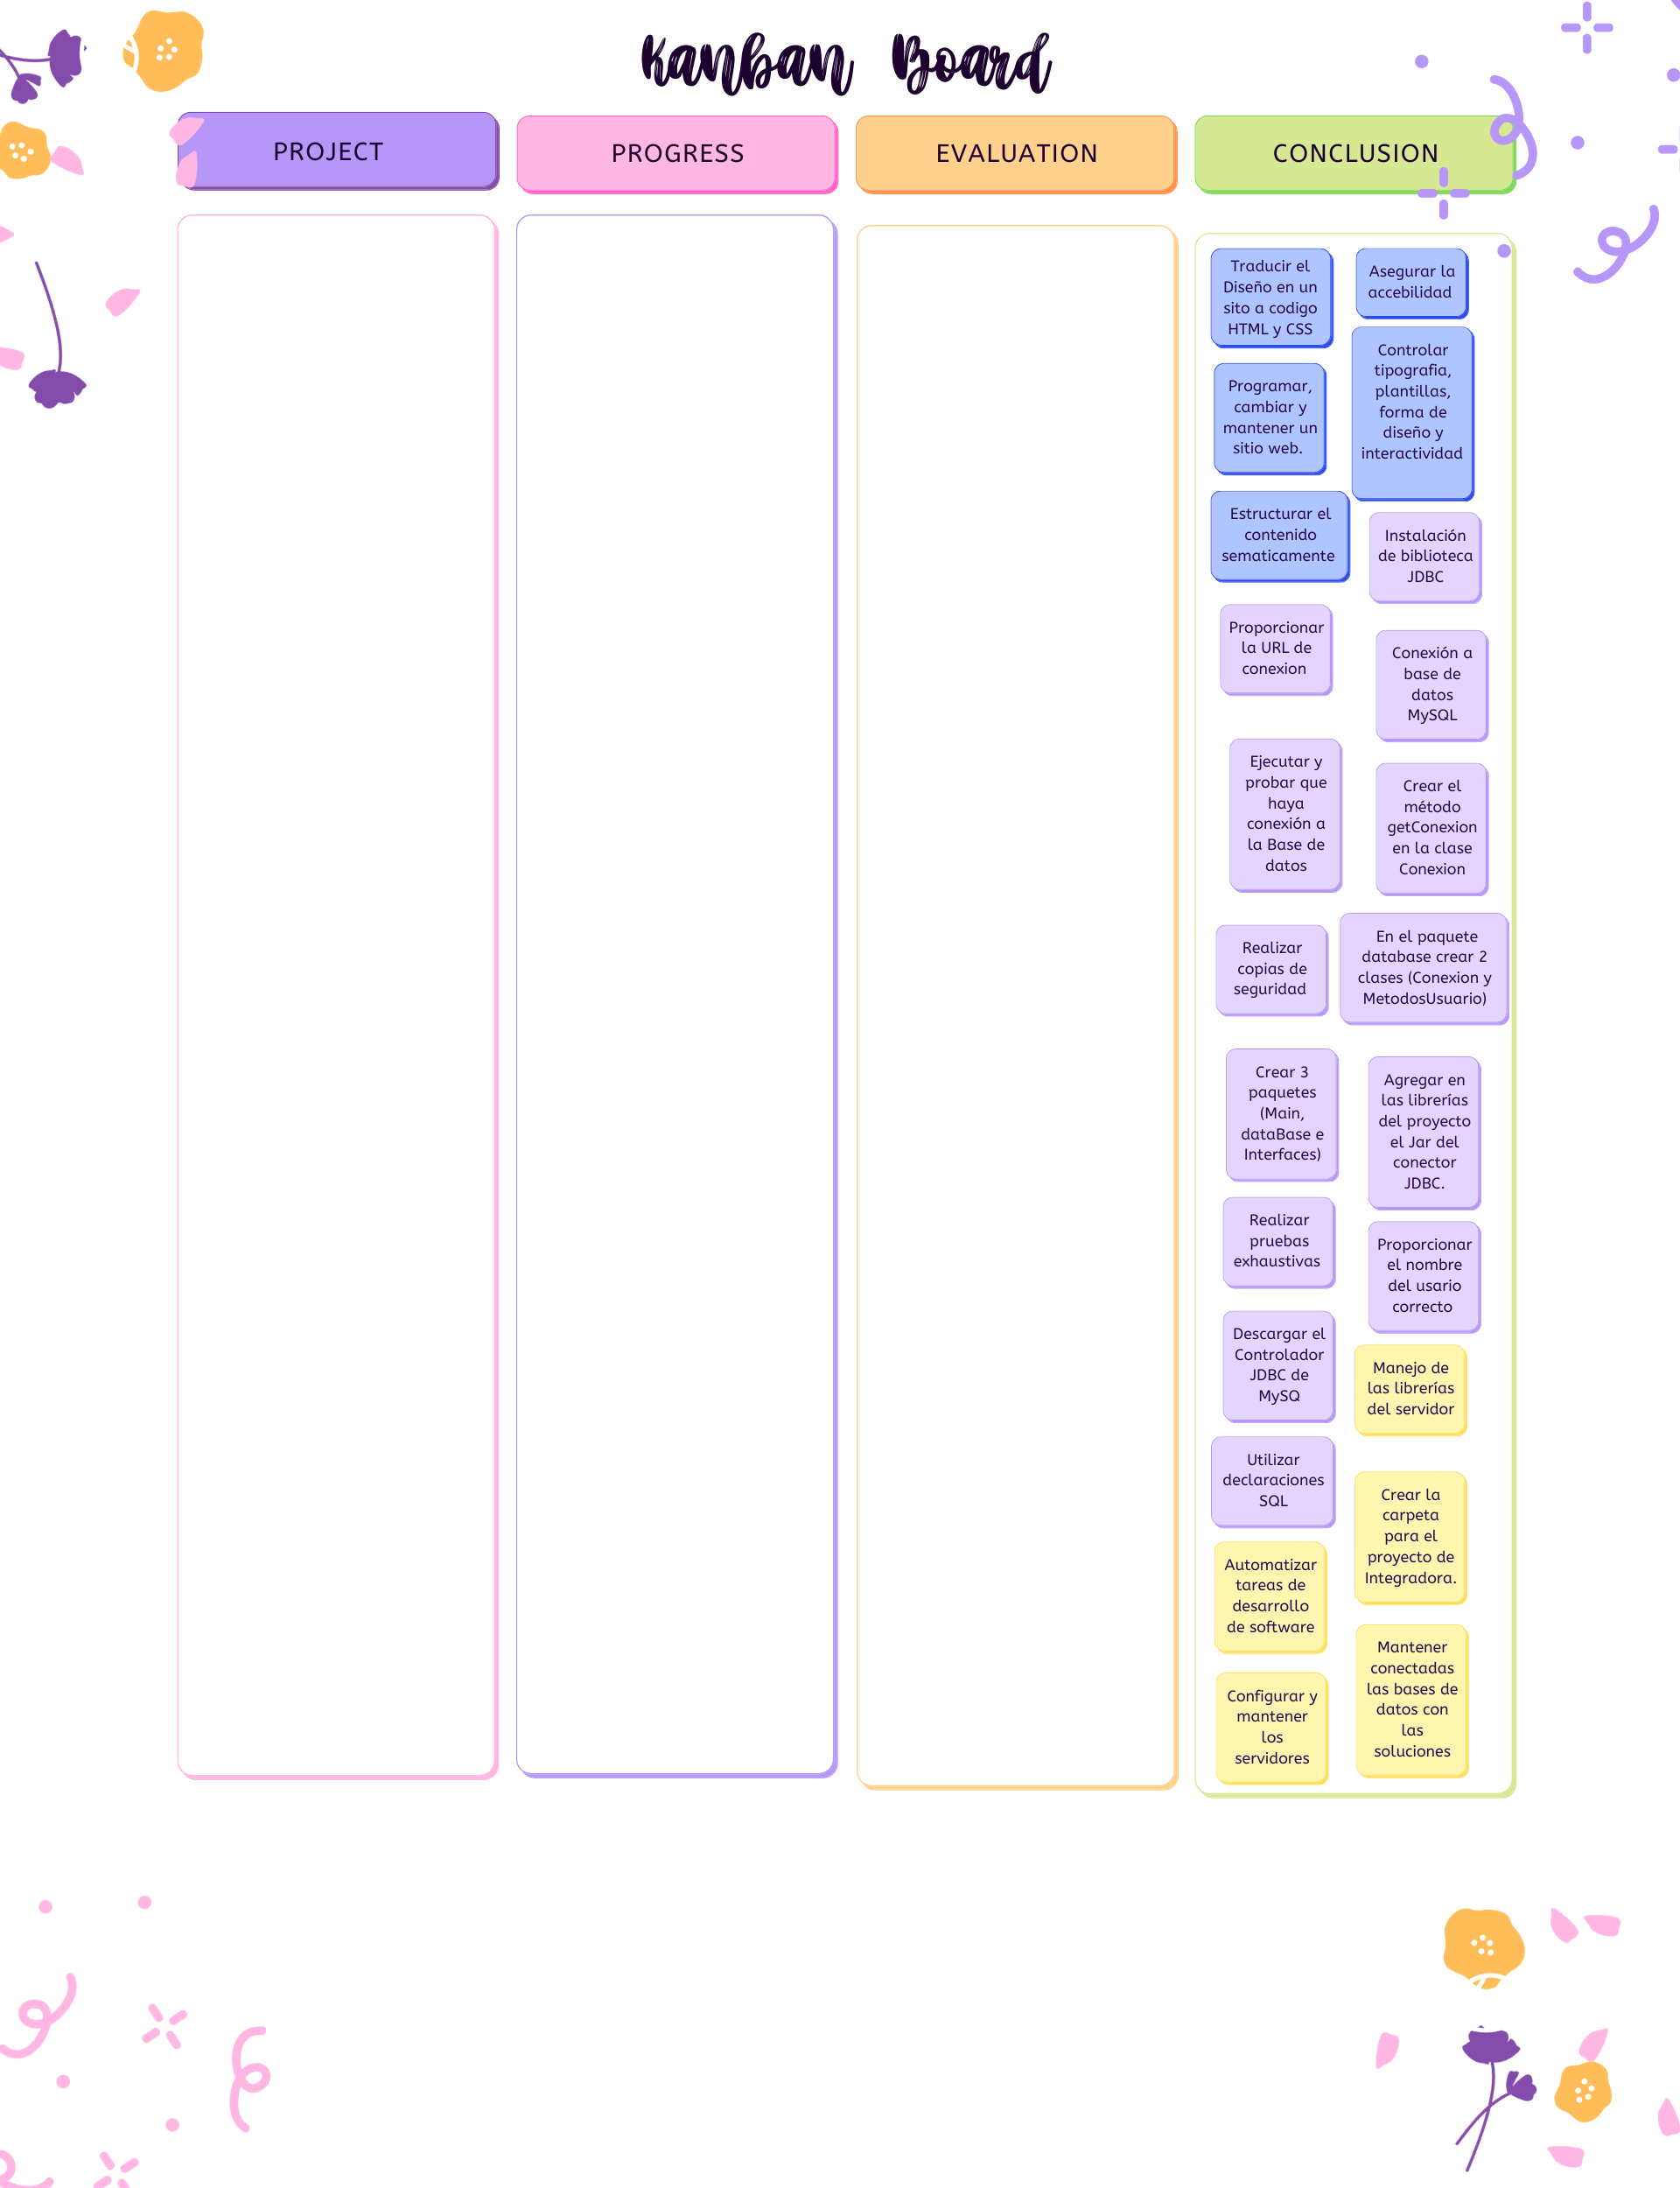 Kanban Board
PROJECT
PROGRESS
EVALUATION
CONCLUSION
Traducir el
Diseño en un
sito a codigo
HTML y CSS
Asegurar la
accebilidad
Programar,
cambiar y
mantener un
sitio web.
Controlar
tipografia,
plantillas,
forma de
diseño y
interactividad
Estructurar el
contenido
sematicamente
Instalación
de biblioteca
JDBC
Proporcionar
la URL de
conexion
Conexión a
base de
datos
MySQL
Ejecutar y
probar que
haya
conexión a
la Base de
datos
Crear el
método
getConexion
en la clase
Conexion
Realizar
copias de
seguridad
En el paquete
database crear 2
clases (Conexion y
MetodosUsuario)
Crear 3
paquetes
(Main,
dataBase e
Interfaces)
Agregar en
las librerías
del proyecto
el Jar del
conector
JDBC.
Realizar
pruebas
exhaustivas
Proporcionar
el nombre
del usario
correcto
Descargar el
Controlador
JDBC de
MySQ
Manejo de
las librerías
del servidor
Utilizar
declaraciones
SQL
Crear la
carpeta
para el
proyecto de
Integradora.
Automatizar
tareas de
desarrollo
de software
Mantener
conectadas
las bases de
datos con
las
soluciones
Configurar y
mantener
los
servidores